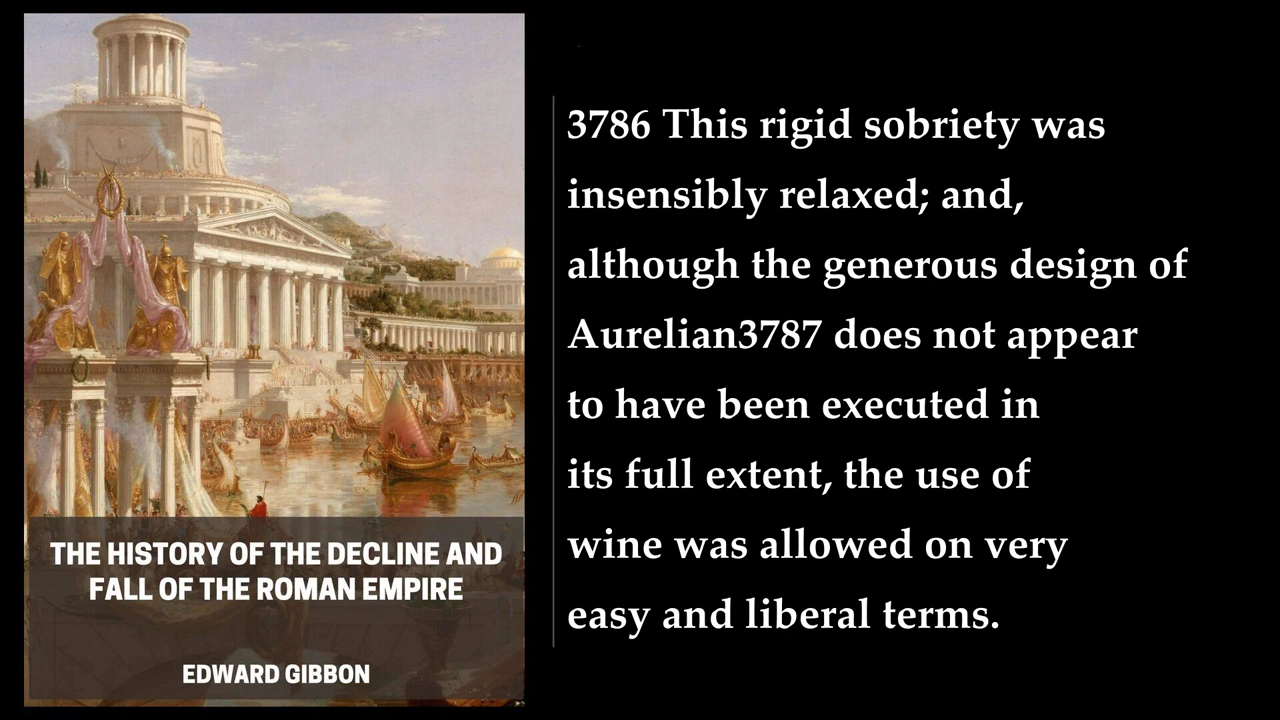 THE HISTORY OF THE DECLINE AND
FALL OF THE ROMAN EMPIRE
EDWARD GIBBON
3786 This rigid sobriety was
insensibly relaxed; and,
although the generous design of
Aurelian3787 does not appear
to have been executed in
its full extent, the use of
wine was allowed on very
easy and liberal terms.